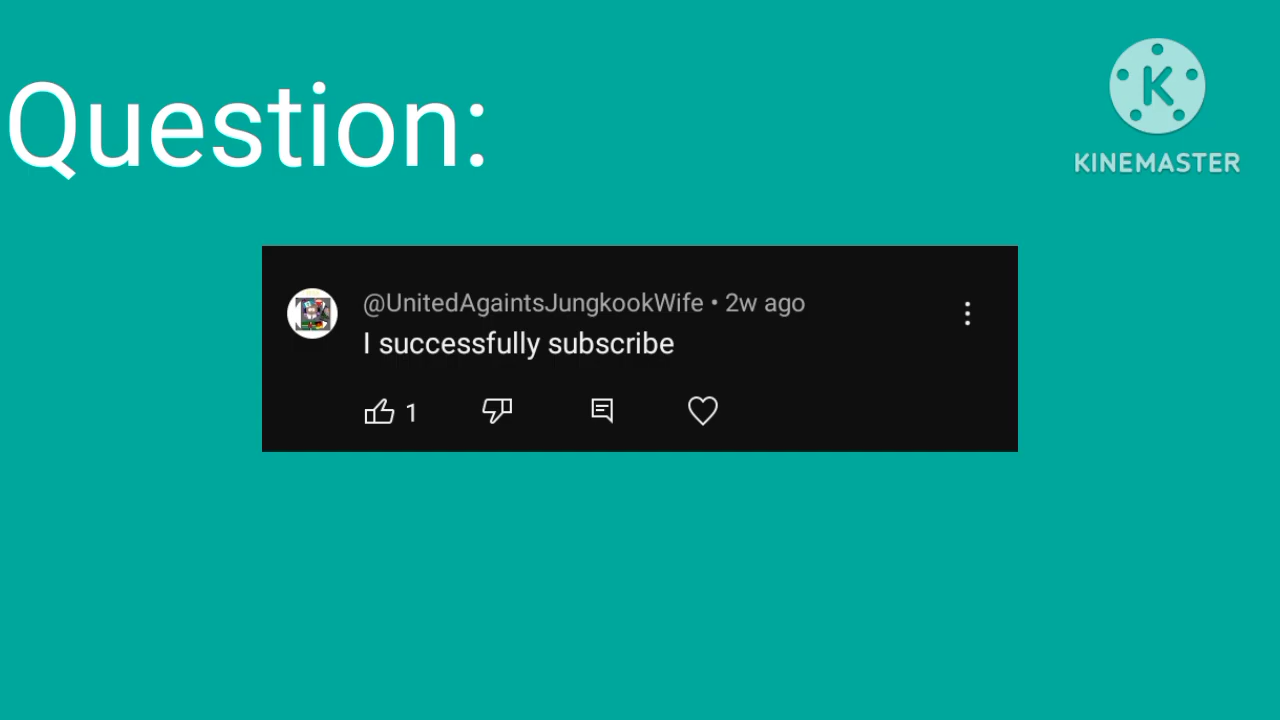 Question:
K
KINEMASTER
@UnitedAgaintsJungkookWife • 2w ago
I successfully subscribe
1